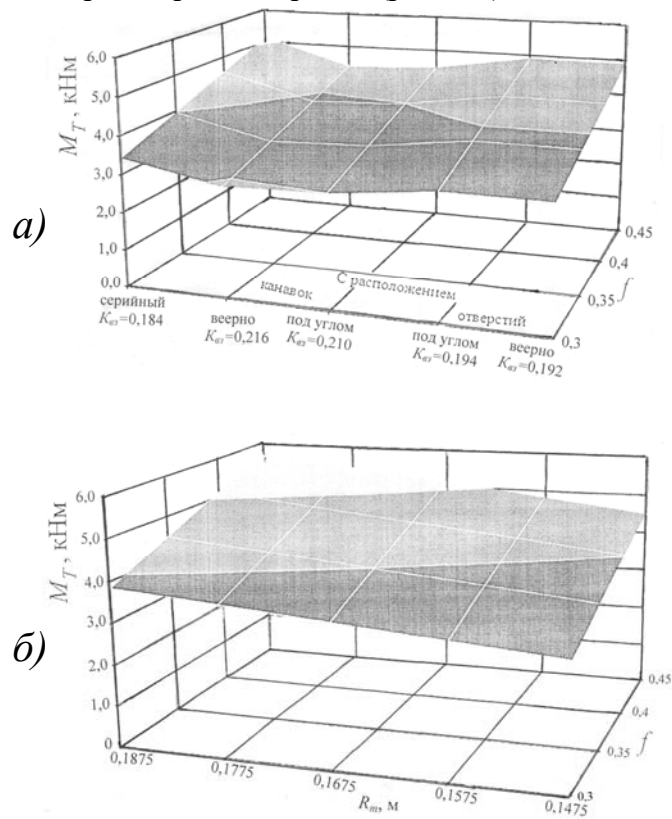 M_T, кНм
6,0
5,0
4,0
3,0
2,0
1,0
0,0
а)
0,45
0,4
0,35
0,3
f
С расположением
канавок
отверстий
серийный
K_вз=0,184
веерно
K_вз=0,216
под углом
K_вз=0,210
под углом
K_вз=0,194
веерно
K_вз=0,192
M_T, кНм
6,0
5,0
4,0
3,0
2,0
1,0
0
б)
0,45
0,4
0,35
0,3
f
0,1875
0,1775
0,1675
0,1575
0,1475
R_m, м